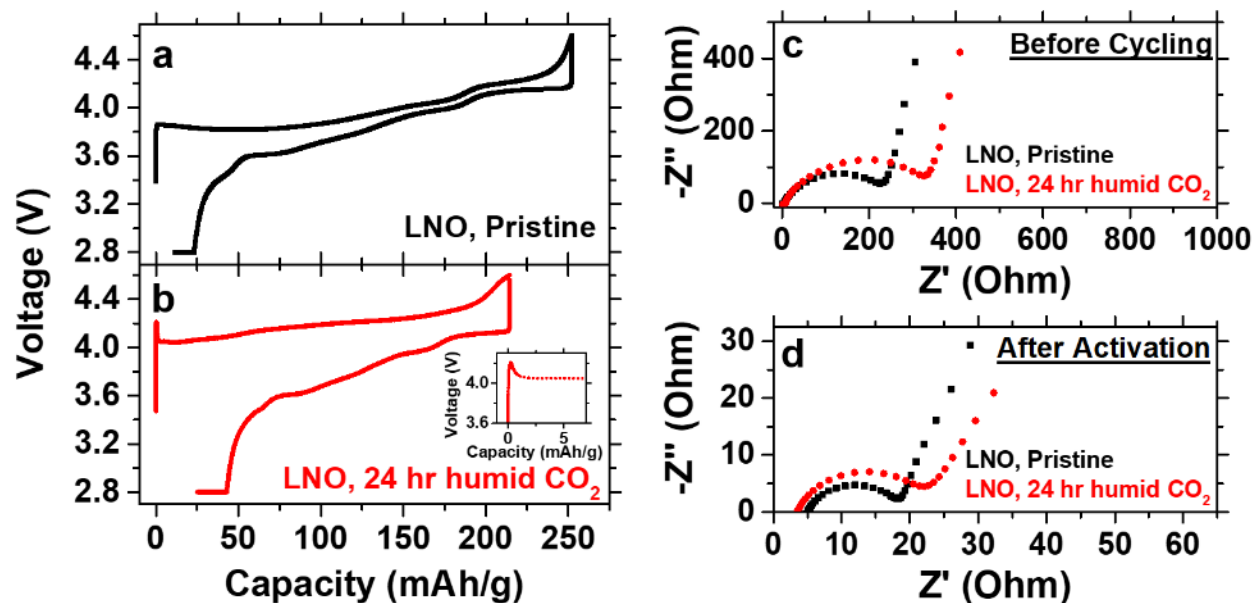 a
4.4
4.0
3.6
3.2
2.8
LNO, Pristine
b
4.4
4.0
3.6
3.2
2.8
Voltage (V)
4.0
3.6
0 5
Capacity (mAh/g)
LNO, 24 hr humid CO₂
0 50 100 150 200 250
Capacity (mAh/g)
Voltage (V)
c
Before Cycling
400
200
0
-Z'' (Ohm)
LNO, Pristine
LNO, 24 hr humid CO₂
0 200 400 600 800 1000
Z' (Ohm)
d
After Activation
30
25
20
15
10
5
0
-Z'' (Ohm)
LNO, Pristine
LNO, 24 hr humid CO₂
0 10 20 30 40 50 60
Z' (Ohm)